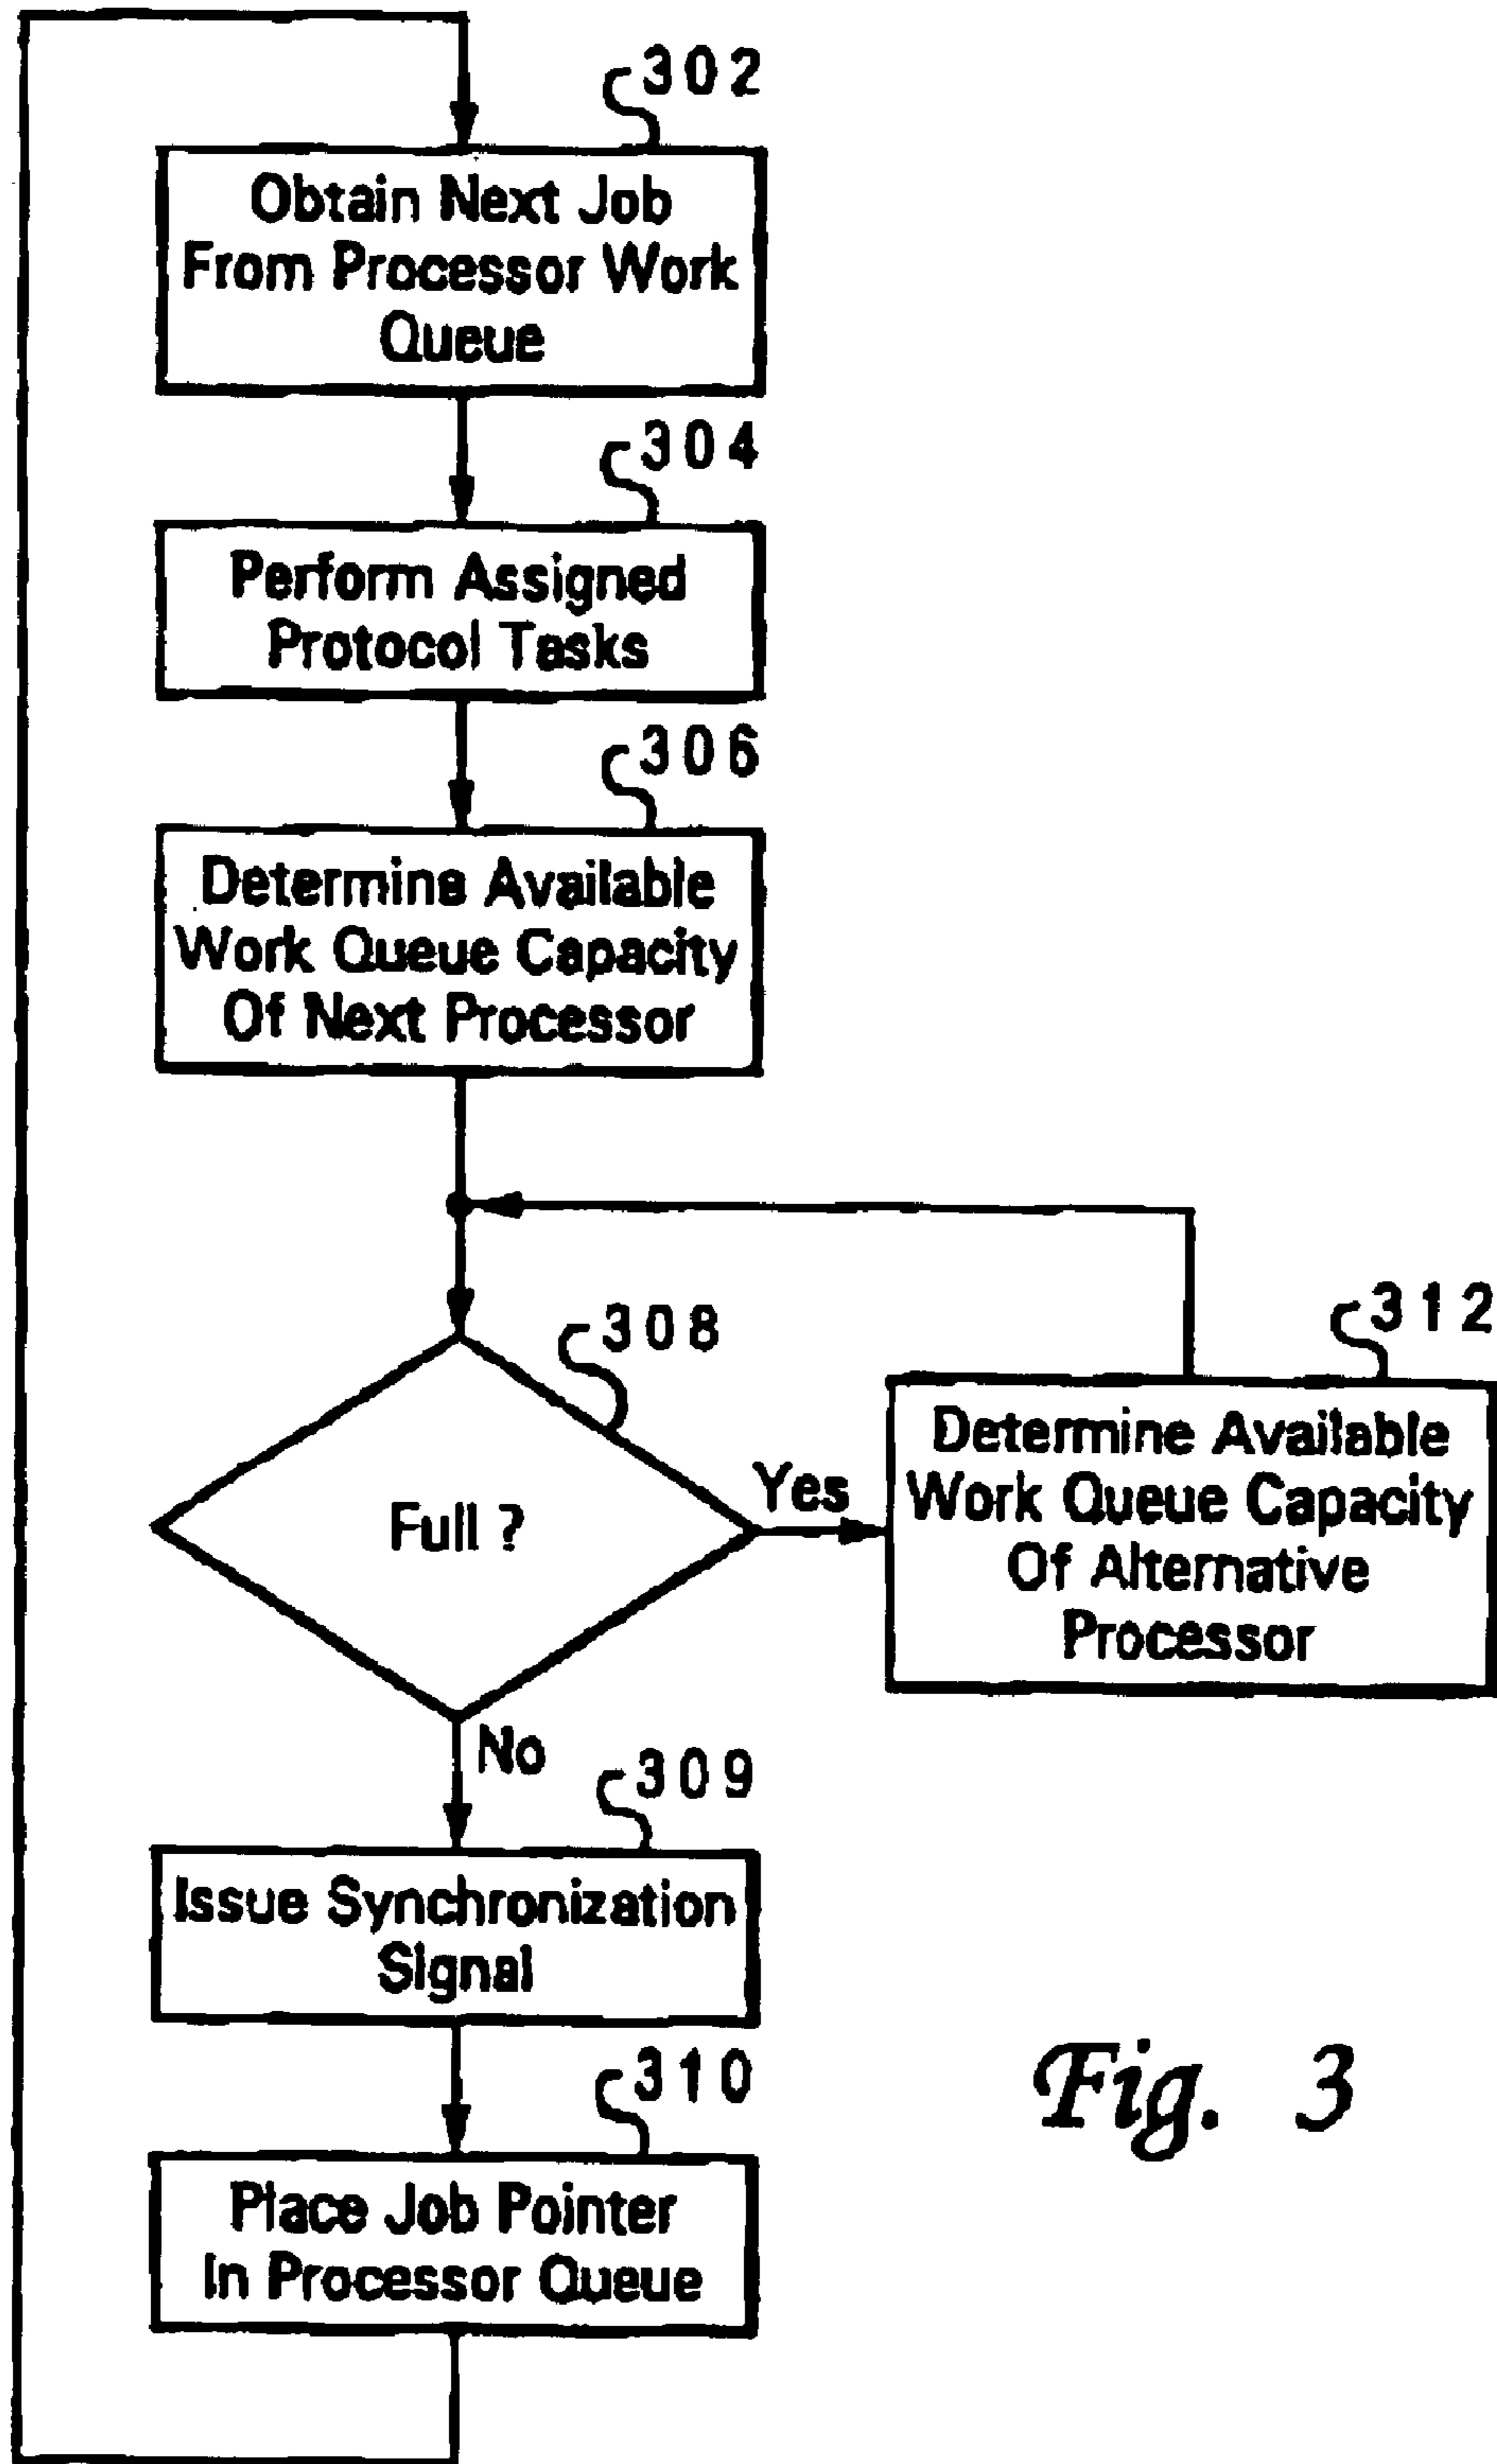 302
Obtain Next Job
From Processor Work
Queue
304
Perform Assigned
Protocol Tasks
306
Determine Available
Work Queue Capacity
Of Next Processor
308
Full ?
Yes
312
Determine Available
Work Queue Capacity
Of Alternative
Processor
No
309
Issue Synchronization
Signal
310
Place Job Pointer
In Processor Queue
Fig. 3